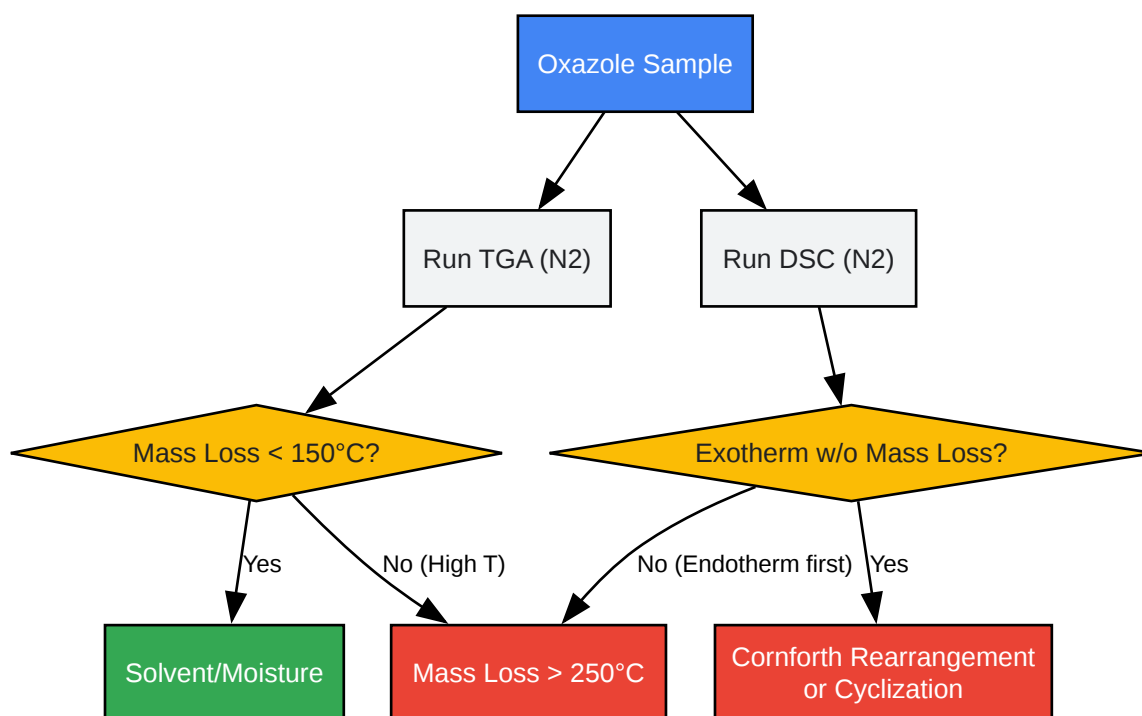 Oxazole Sample
Run TGA (N2)
Run DSC (N2)
Mass Loss < 150°C?
Exotherm w/o Mass Loss?
Yes
No (High T)
No (Endotherm first)
Yes
Solvent/Moisture
Mass Loss > 250°C
Cornforth Rearrangement
or Cyclization